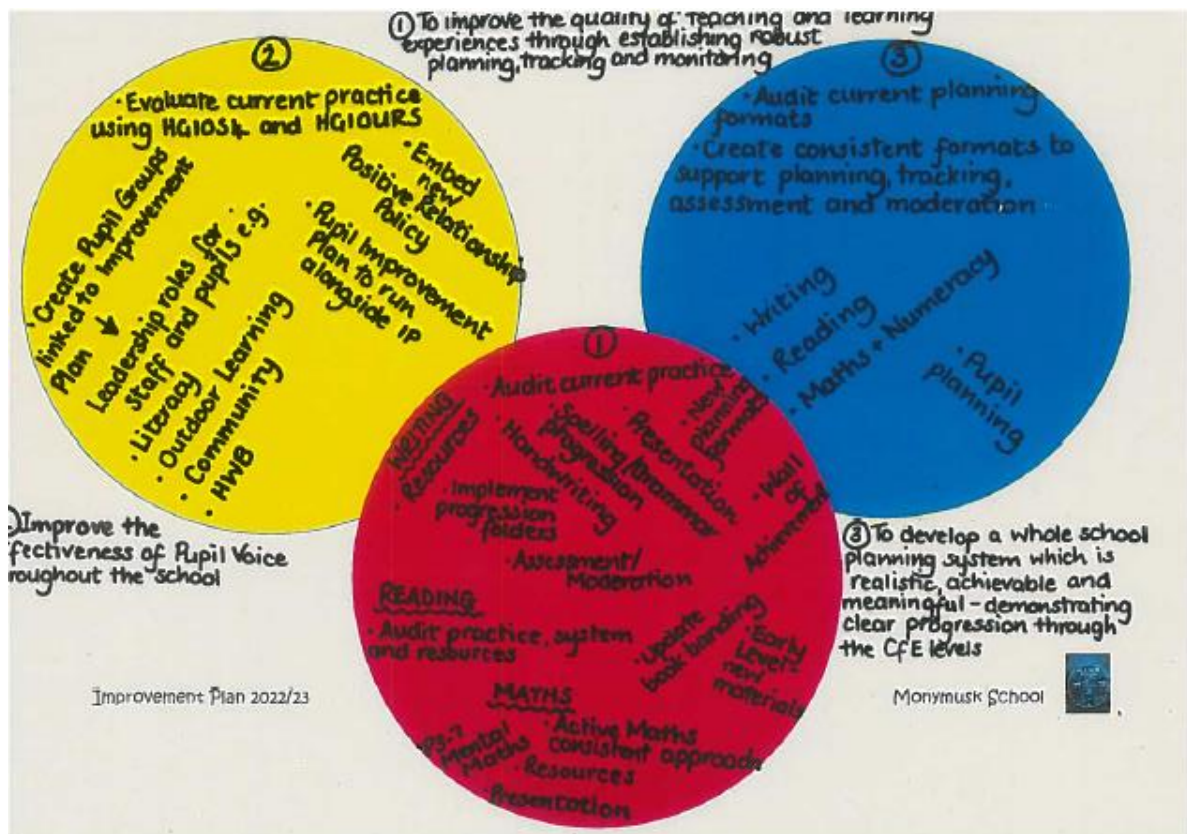 ① To improve the quality of teaching and learning
experiences through establishing robust
planning, tracking and monitoring
②
· Evaluate current practice
using HGIOS4 and HGIOURS
· Create Pupil Groups
linked to Improvement
Plan →
Leadership roles for
staff and pupils e.g.
· Literacy
· Outdoor Learning
· Community
· HWB
· Embed
new
Positive Relationship
Policy
· Pupil Improvement
Plan to run
alongside IP
③
· Audit current planning
formats
· Create consistent formats to
support planning, tracking,
assessment and moderation
· Writing
· Reading
· Maths + Numeracy
· Pupil
planning
①
· Audit current practice
WRITING
· Resources
· Implement
progression
folders
· Handwriting
· Spelling/Grammar
progression
· Presentation
· New
planning
format
· Wall
of
Achievement
· Assessment/
Moderation
READING
· Audit practice, system
and resources
· Update
book banding
· Early
Level:
new
materials
MATHS
· P3-7
Mental
Maths
· Active Maths
consistent approach
· Resources
· Presentation
Improve the
fectiveness of Pupil Voice
roughout the school
③ To develop a whole school
planning system which is
realistic, achievable and
meaningful - demonstrating
clear progression through
the CfE levels
Improvement Plan 2022/23
Monymusk School